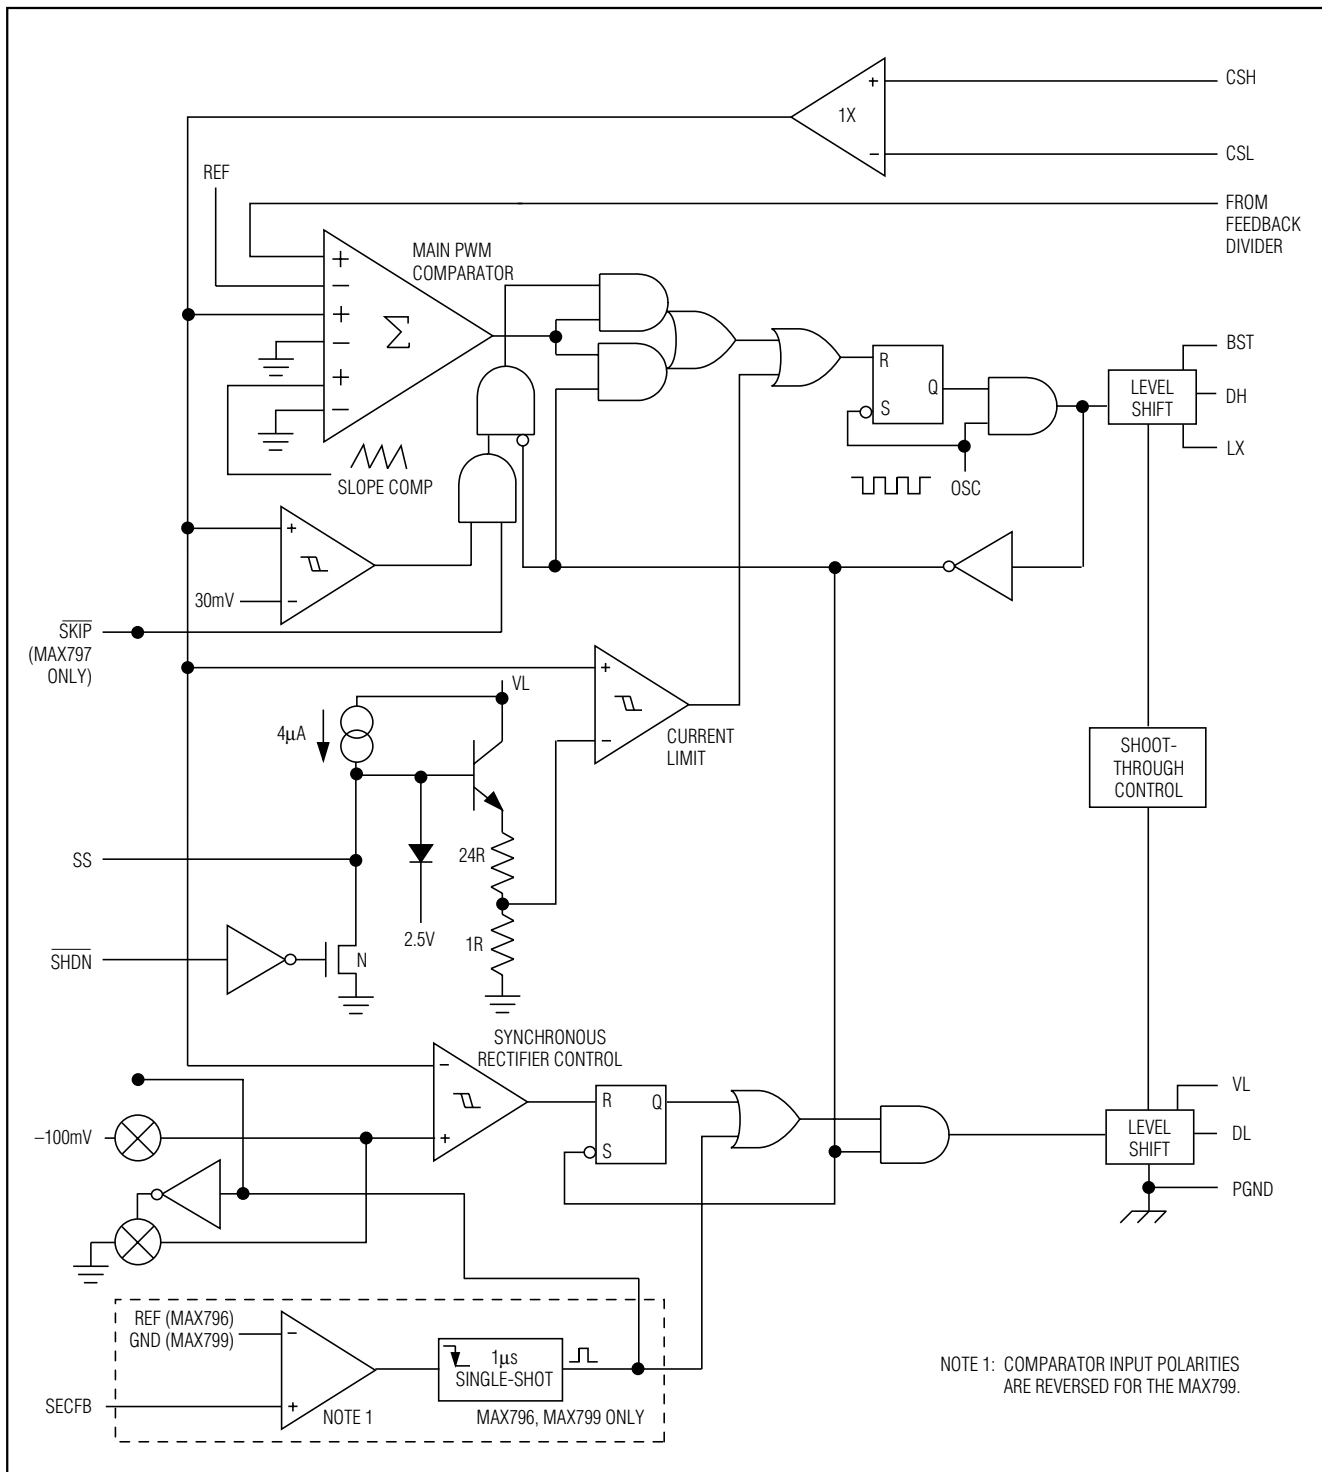 CSH
+
1X
–
CSL
REF
FROM
FEEDBACK
DIVIDER
MAIN PWM
COMPARATOR
+
–
+
Σ
–
+
–
SLOPE COMP
R
Q
S
OSC
BST
LEVEL
SHIFT
DH
LX
+
30mV
–
SKIP
(MAX797
ONLY)
+
–
VL
4µA
CURRENT
LIMIT
SHOOT-
THROUGH
CONTROL
SS
24R
2.5V
1R
SHDN
N
SYNCHRONOUS
RECTIFIER CONTROL
–
+
R
Q
S
–100mV
VL
LEVEL
SHIFT
DL
PGND
REF (MAX796)
GND (MAX799)
–
+
1µs
SINGLE-SHOT
SECFB
NOTE 1
MAX796, MAX799 ONLY
NOTE 1: COMPARATOR INPUT POLARITIES
ARE REVERSED FOR THE MAX799.